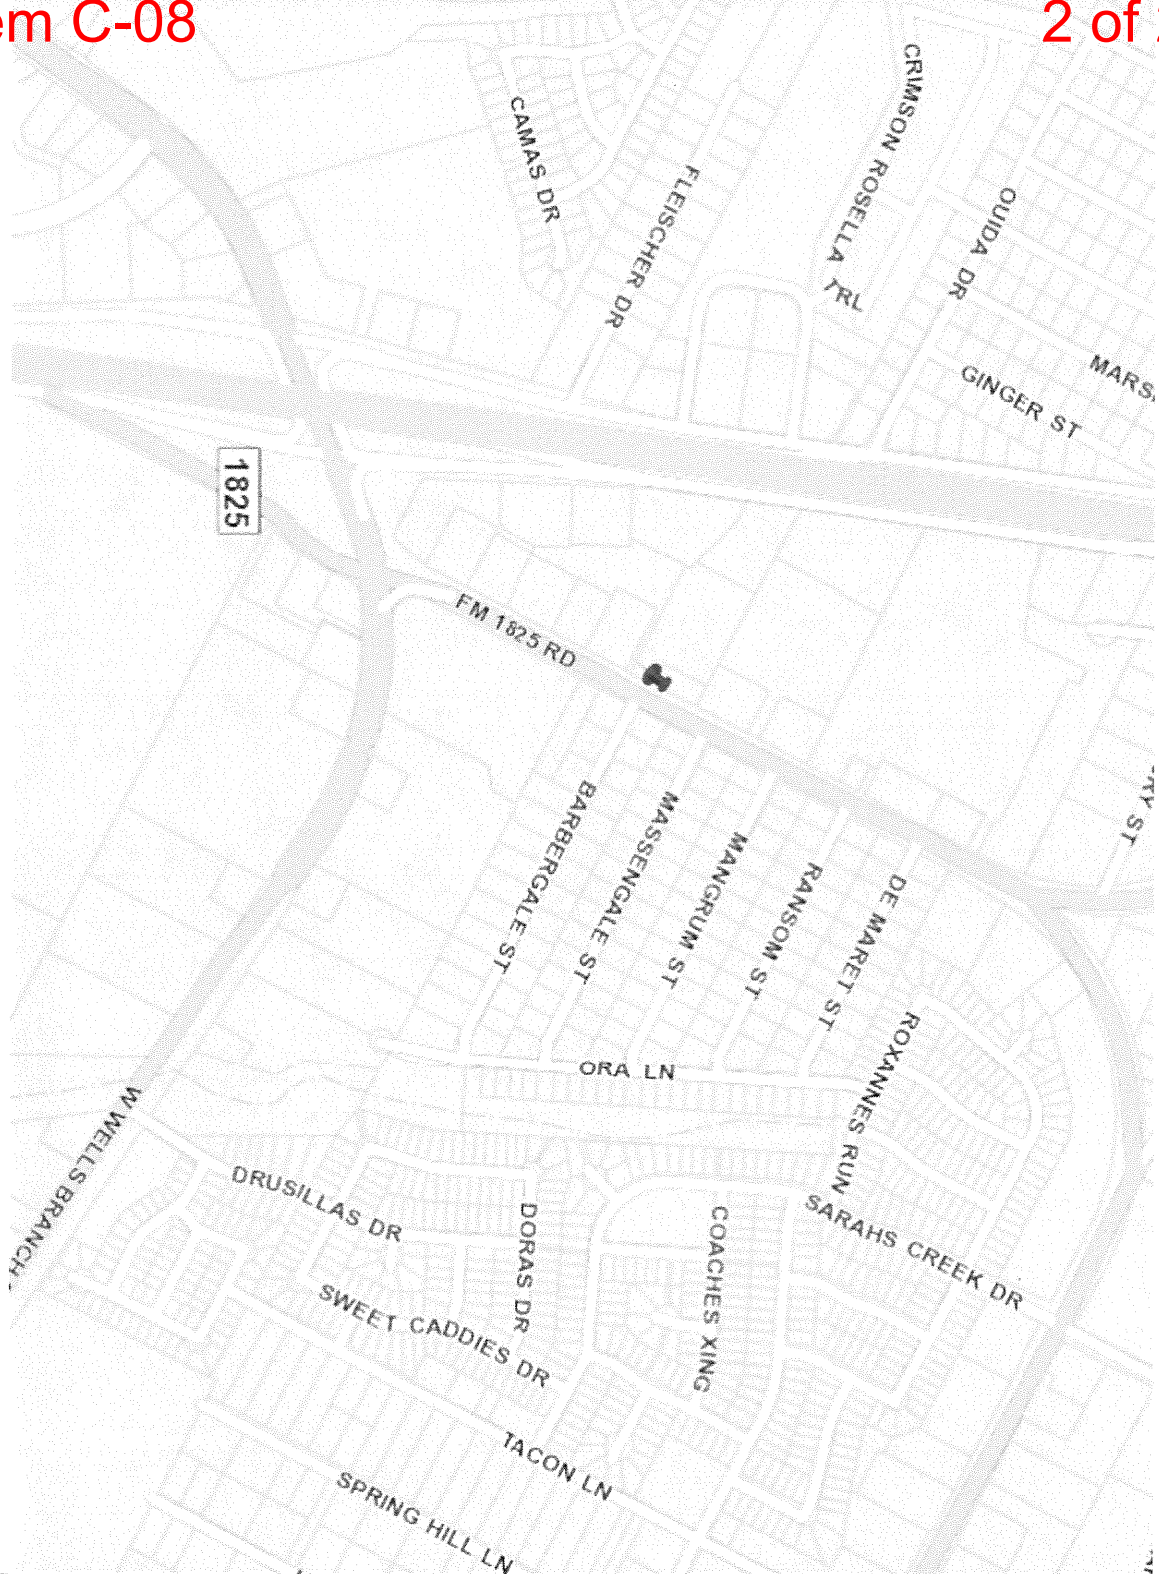 em C-08
2 of
CRIMSON ROSELLA TRL
CAMAS DR
FLEISCHER DR
OUIDA DR
MARS
GINGER ST
1825
FM 1825 RD
RY ST
BARBERGALE ST
MASSENGALE ST
MANGRUM ST
RANSOM ST
DE MARET ST
ROXANNES RUN
ORA LN
W WELLS BRANCH
DRUSILLAS DR
DORAS DR
COACHES XING
SARAHS CREEK DR
SWEET CADDIES DR
TACON LN
SPRING HILL LN